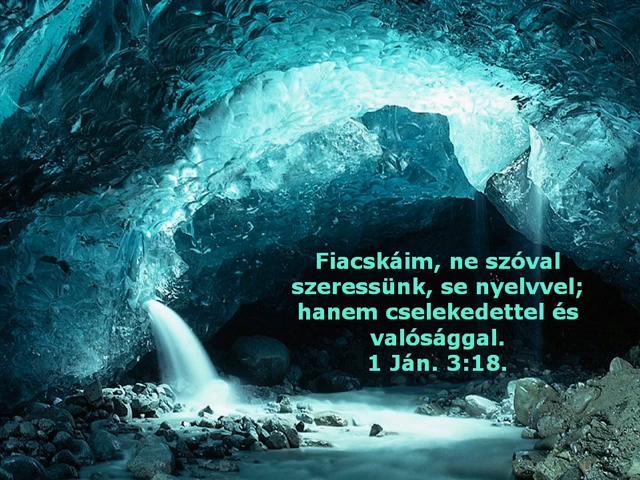 Fiacskáim, ne szóval
szeressünk, se nyelvvel;
hanem cselekedettel és
valósággal.
1 Ján. 3:18.